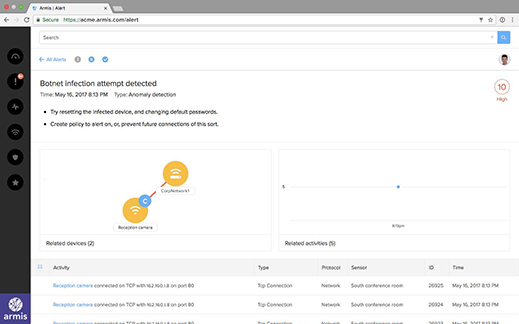 Armis | Alert
Secure https://acme.armis.com/alert
Search
All Alerts
Botnet infection attempt detected
Time: May 16, 2017 8:13 PM Type: Anomaly detection
10
High
• Try resetting the infected device, and changing default passwords.
• Create policy to alert on, or, prevent future connections of this sort.
CorpNetwork1
C
Reception camera
5
8:13pm
Related devices (2)
Related activities (5)
Activity Type Protocol Sensor ID Time
Reception camera connected on TCP with 162.160.1.8 on port 80 Tcp Connection Network South conference room 26925 May 16, 2017 8:13 PM
Reception camera connected on TCP with 162.160.1.8 on port 80 Tcp Connection Network South conference room 26924 May 16, 2017 8:13 PM
armis
Reception camera connected on TCP with 162.160.1.8 on port 80 Tcp Connection Network South conference room 26923 May 16, 2017 8:13 PM